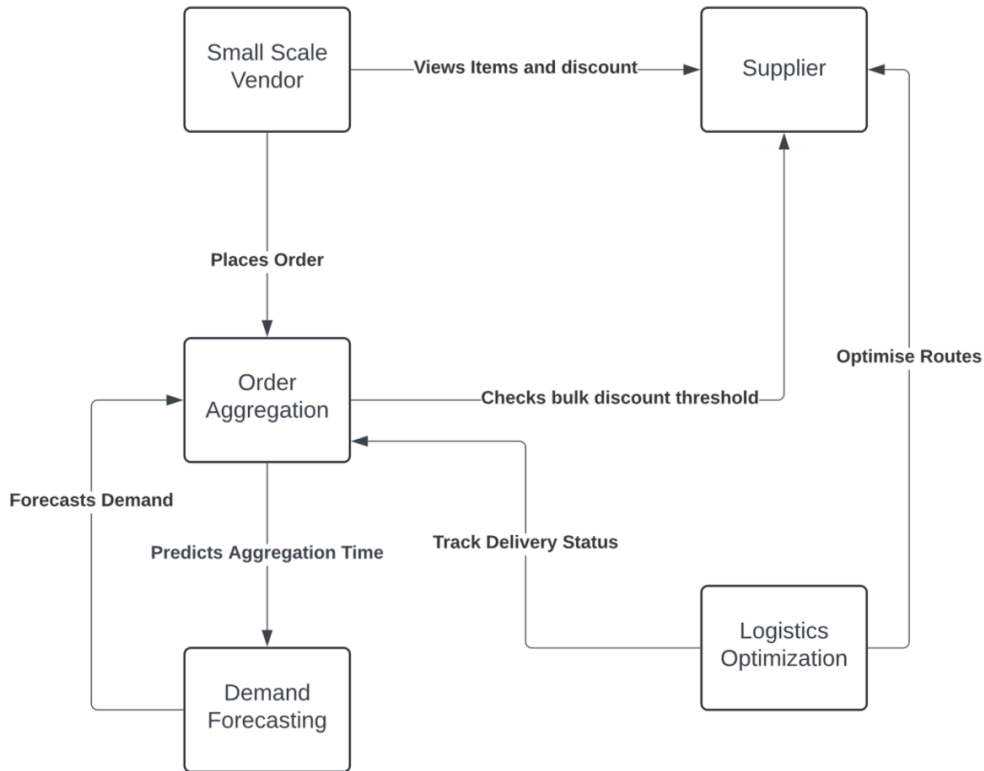 Small Scale
Vendor
Views Items and discount
Supplier
Places Order
Optimise Routes
Order
Aggregation
Checks bulk discount threshold
Forecasts Demand
Predicts Aggregation Time
Track Delivery Status
Logistics
Optimization
Demand
Forecasting